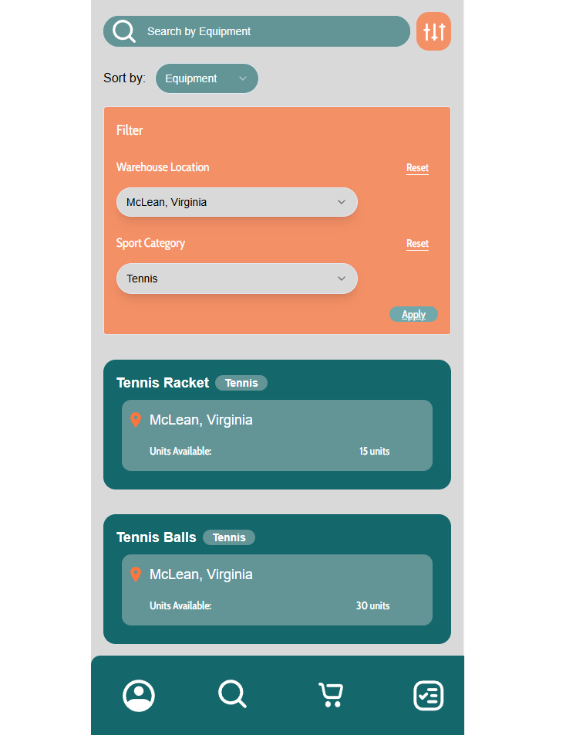 Search by Equipment
Sort by: Equipment
Filter
Warehouse Location Reset
McLean, Virginia
Sport Category Reset
Tennis
Apply
Tennis Racket Tennis
McLean, Virginia
Units Available: 15 units
Tennis Balls Tennis
McLean, Virginia
Units Available: 30 units